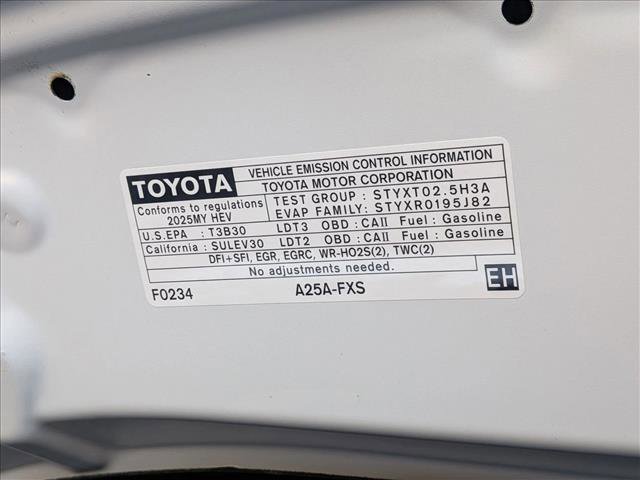 TOYOTA
VEHICLE EMISSION CONTROL INFORMATION
TOYOTA MOTOR CORPORATION
Conforms to regulations
2025MY HEV
TEST GROUP : STYXT02.5H3A
EVAP FAMILY: STYXR0195J82
U.S.EPA : T3B30 LDT3 OBD : CAII Fuel : Gasoline
California : SULEV30 LDT2 OBD : CAII Fuel : Gasoline
DFI+SFI, EGR, EGRC, WR-HO2S(2), TWC(2)
No adjustments needed.
F0234 A25A-FXS EH